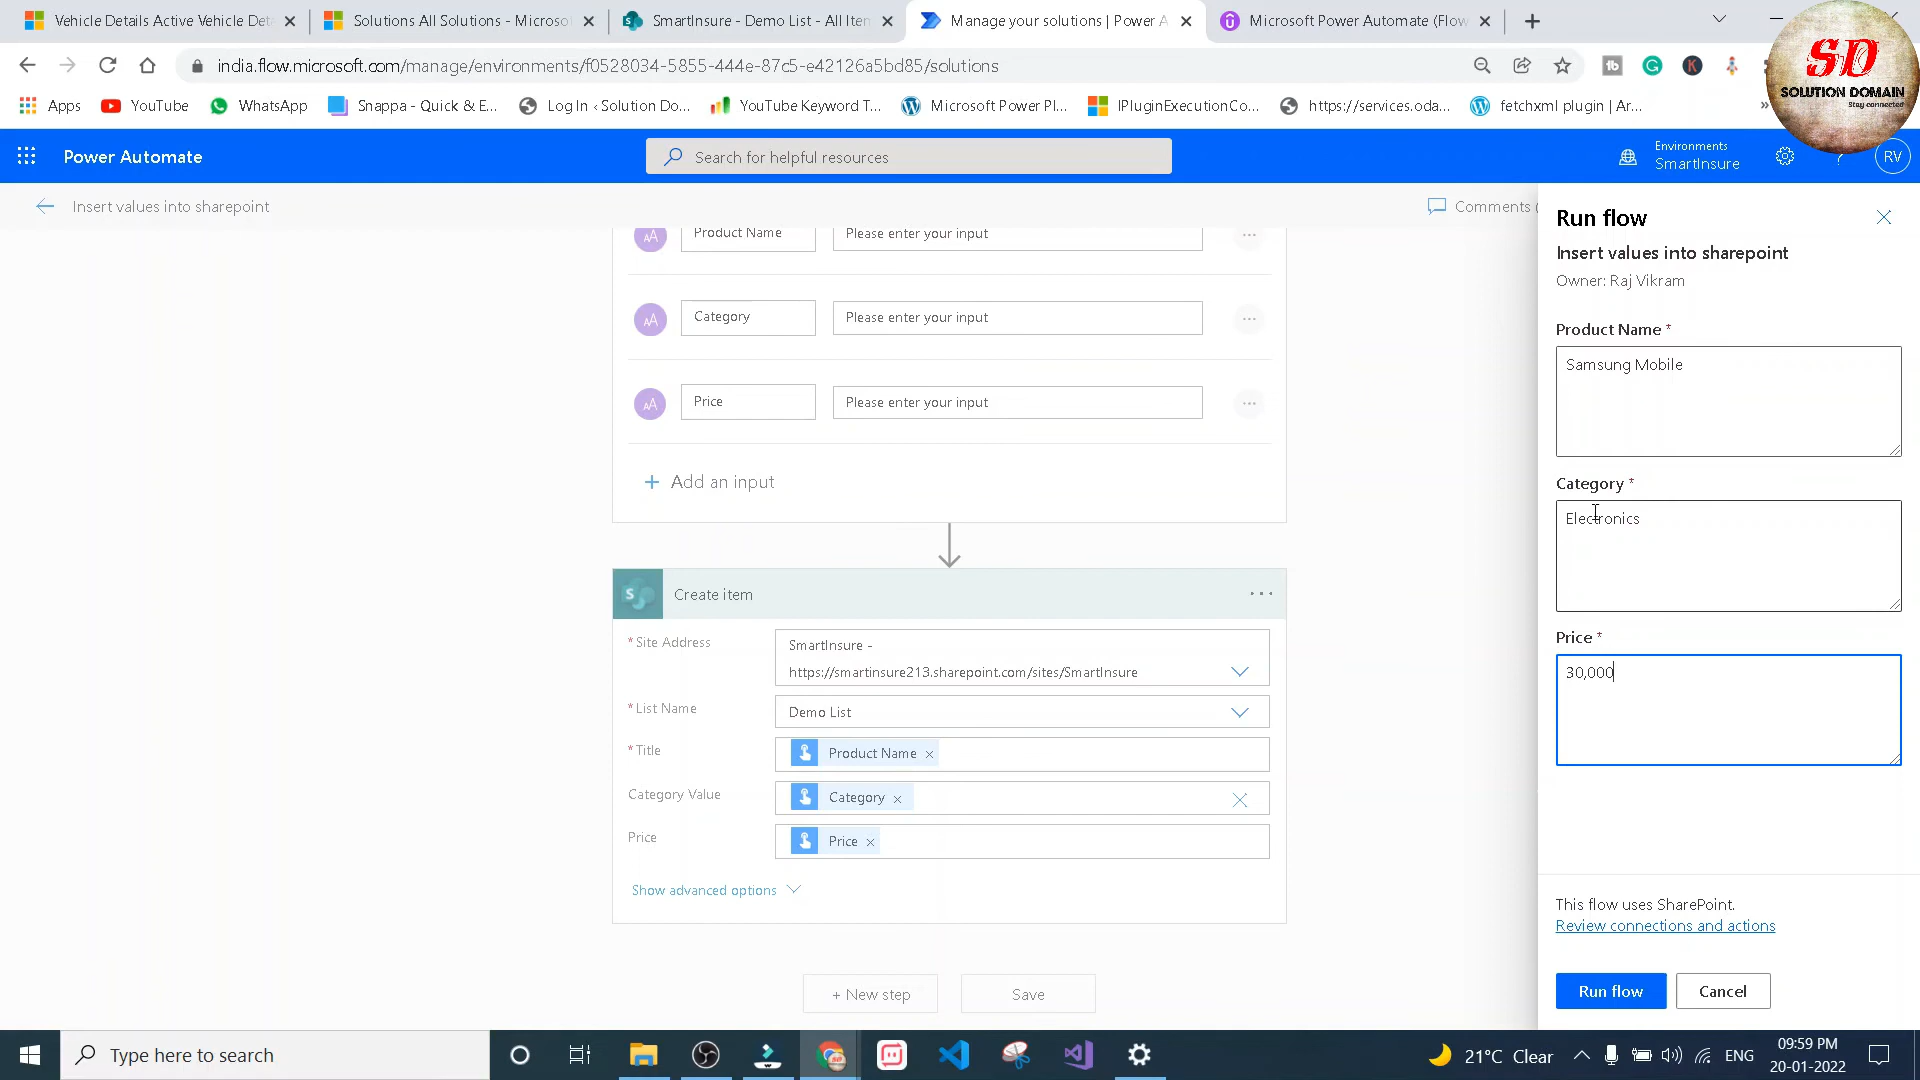 Vehicle Details Active Vehicle Det
Solutions All Solutions - Microso
SmartInsure - Demo List - All Iten
Manage your solutions | Power A
Microsoft Power Automate (Flow
india.flow.microsoft.com/manage/environments/f0528034-5855-444e-87c5-e42126a5bd85/solutions
Apps
YouTube
WhatsApp
Snappa - Quick & E...
Log In ‹ Solution Do...
YouTube Keyword T...
Microsoft Power Pl...
IPluginExecutionCo...
https://services.oda...
fetchxml plugin | Ar...
SD
SOLUTION DOMAIN
Stay connected
Power Automate
Search for helpful resources
Environments
SmartInsure
RV
Insert values into sharepoint
Comments (
Product Name
Please enter your input
Category
Please enter your input
Price
Please enter your input
+ Add an input
Create item
* Site Address
SmartInsure -
https://smartinsure213.sharepoint.com/sites/SmartInsure
* List Name
Demo List
* Title
Product Name
Category Value
Category
Price
Price
Show advanced options
+ New step
Save
Run flow
Insert values into sharepoint
Owner: Raj Vikram
Product Name *
Samsung Mobile
Category *
Electronics
Price *
30,000
This flow uses SharePoint.
Review connections and actions
Run flow
Cancel
Type here to search
21°C Clear
ENG
09:59 PM
20-01-2022